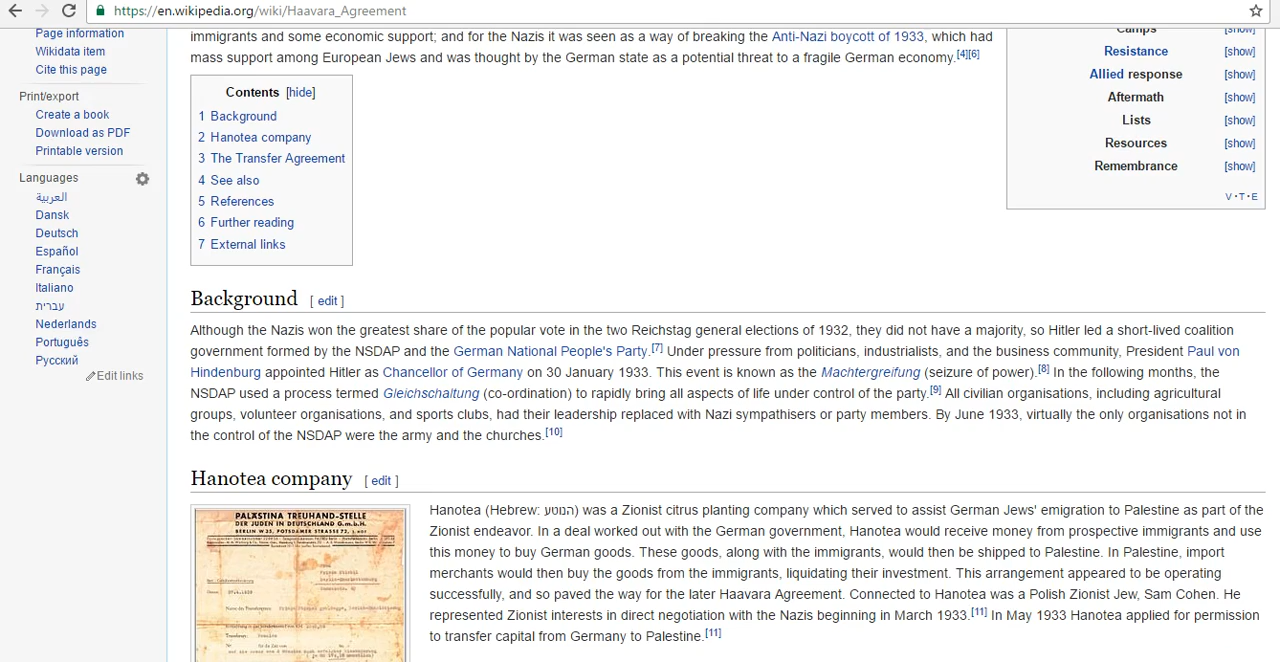 https://en.wikipedia.org/wiki/Haavara_Agreement
Page information
Wikidata item
Cite this page
Print/export
Create a book
Download as PDF
Printable version
Languages
العربية
Dansk
Deutsch
Español
Français
Italiano
עברית
Nederlands
Português
Русский
Edit links
immigrants and some economic support; and for the Nazis it was seen as a way of breaking the Anti-Nazi boycott of 1933, which had
mass support among European Jews and was thought by the German state as a potential threat to a fragile German economy.[4][6]
Contents [hide]
1 Background
2 Hanotea company
3 The Transfer Agreement
4 See also
5 References
6 Further reading
7 External links
Camps [show]
Resistance [show]
Allied response [show]
Aftermath [show]
Lists [show]
Resources [show]
Remembrance [show]
V·T·E
Background [ edit ]
Although the Nazis won the greatest share of the popular vote in the two Reichstag general elections of 1932, they did not have a majority, so Hitler led a short-lived coalition
government formed by the NSDAP and the German National People's Party.[7] Under pressure from politicians, industrialists, and the business community, President Paul von
Hindenburg appointed Hitler as Chancellor of Germany on 30 January 1933. This event is known as the Machtergreifung (seizure of power).[8] In the following months, the
NSDAP used a process termed Gleichschaltung (co-ordination) to rapidly bring all aspects of life under control of the party.[9] All civilian organisations, including agricultural
groups, volunteer organisations, and sports clubs, had their leadership replaced with Nazi sympathisers or party members. By June 1933, virtually the only organisations not in
the control of the NSDAP were the army and the churches.[10]
Hanotea company [ edit ]
PALÄSTINA TREUHAND-STELLE
DER JUDEN IN DEUTSCHLAND G.m.b.H.
BERLIN W 35, POTSDAMER STRASSE 72,
Hanotea (Hebrew: הנוטע) was a Zionist citrus planting company which served to assist German Jews' emigration to Palestine as part of the
Zionist endeavor. In a deal worked out with the German government, Hanotea would receive money from prospective immigrants and use
this money to buy German goods. These goods, along with the immigrants, would then be shipped to Palestine. In Palestine, import
merchants would then buy the goods from the immigrants, liquidating their investment. This arrangement appeared to be operating
successfully, and so paved the way for the later Haavara Agreement. Connected to Hanotea was a Polish Zionist Jew, Sam Cohen. He
represented Zionist interests in direct negotiation with the Nazis beginning in March 1933.[11] In May 1933 Hanotea applied for permission
to transfer capital from Germany to Palestine.[11]